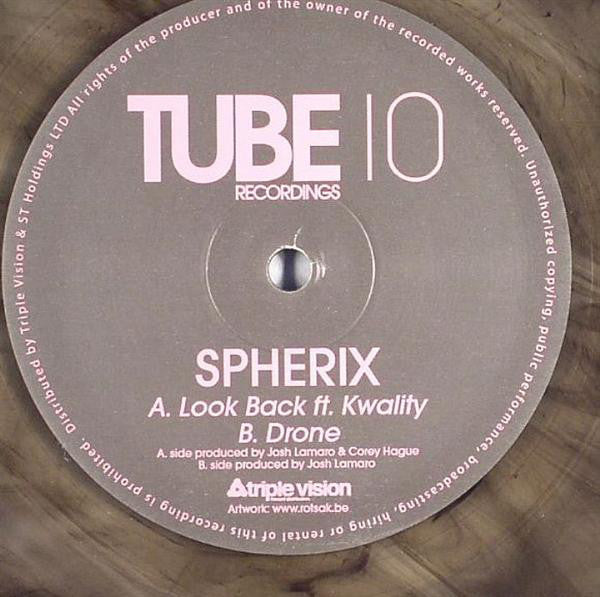 TUBE 10
RECORDINGS
SPHERIX
A. Look Back ft. Kwality
B. Drone
A. side produced by Josh Lamaro & Corey Hague
B. side produced by Josh Lamaro
triple vision
Artwork: www.rotsak.be
Distributed by Triple Vision & ST Holdings LTD All rights of the producer and of the owner of the recorded works reserved. Unauthorized copying, public performance, broadcasting, hiring or rental of this recording is prohibited.